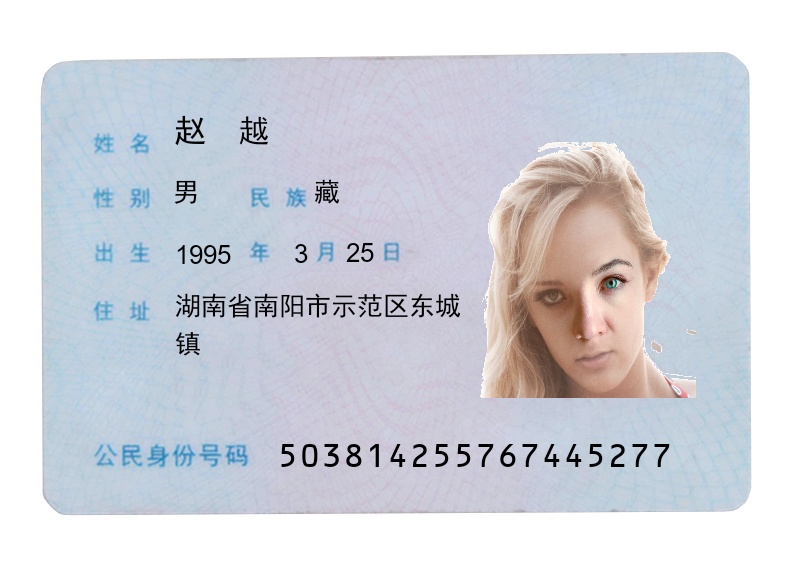 姓名 赵 越
性别 男 民族 藏
出生 1995 年 3 月 25 日
住址 湖南省南阳市示范区东城
镇
公民身份号码 503814255767445277